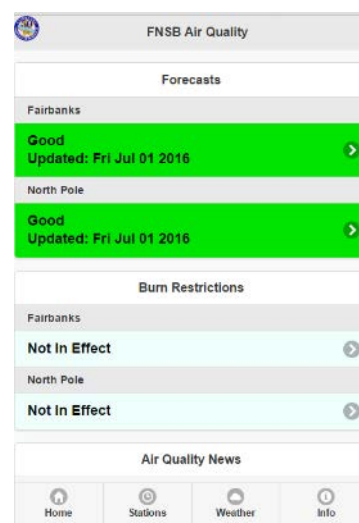 FNSB Air Quality
Forecasts
Fairbanks
Good
Updated: Fri Jul 01 2016
North Pole
Good
Updated: Fri Jul 01 2016
Burn Restrictions
Fairbanks
Not In Effect
North Pole
Not In Effect
Air Quality News
Home Stations Weather Info